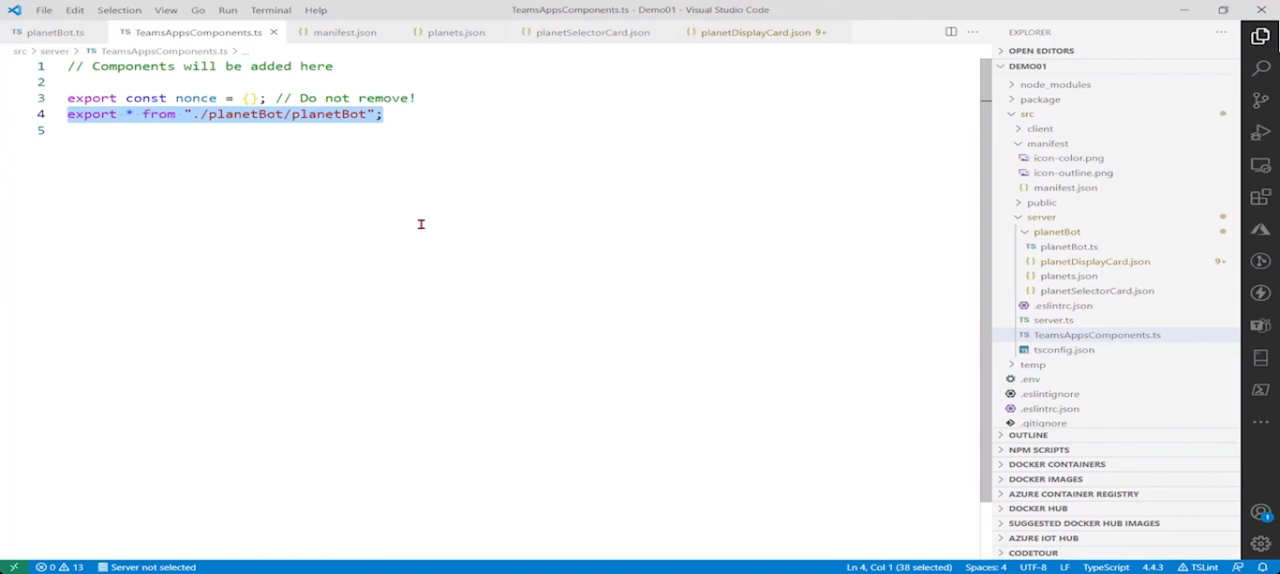 File Edit Selection View Go Run Terminal Help TeamsAppsComponents.ts - Demo01 - Visual Studio Code
TS planetBot.ts TS TeamsAppsComponents.ts × {} manifest.json {} planets.json {} planetSelectorCard.json {} planetDisplayCard.json 9+ ···
src > server > TS TeamsAppsComponents.ts > ...
1 // Components will be added here
2
3 export const nonce = {}; // Do not remove!
4 export * from "./planetBot/planetBot";
5
EXPLORER ···
OPEN EDITORS
DEMO01
node_modules
package
src
client
manifest
icon-color.png
icon-outline.png
{} manifest.json
public
server
planetBot
TS planetBot.ts
{} planetDisplayCard.json 9+
{} planets.json
{} planetSelectorCard.json
.eslintrc.json
TS server.ts
TS TeamsAppsComponents.ts
tsconfig.json
temp
.env
.eslintignore
.eslintrc.json
.gitignore
OUTLINE
NPM SCRIPTS
DOCKER CONTAINERS
DOCKER IMAGES
AZURE CONTAINER REGISTRY
DOCKER HUB
SUGGESTED DOCKER HUB IMAGES
AZURE IOT HUB
CODETOUR
1
0 13 Server not selected Ln 4, Col 1 (38 selected) Spaces: 4 UTF-8 LF TypeScript 4.4.3 TSLint